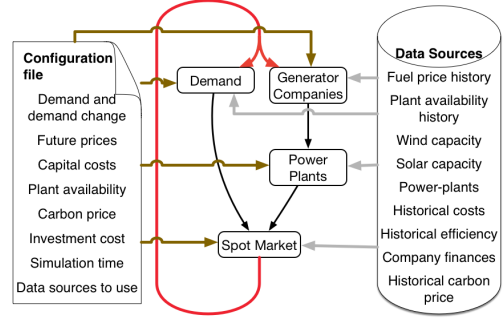 Configuration
file
Demand and
demand change
Future prices
Capital costs
Plant availability
Carbon price
Investment cost
Simulation time
Data sources to use
Demand
Generator
Companies
Power
Plants
Spot Market
Data Sources
Fuel price history
Plant availability
history
Wind capacity
Solar capacity
Power-plants
Historical costs
Historical efficiency
Company finances
Historical carbon
price